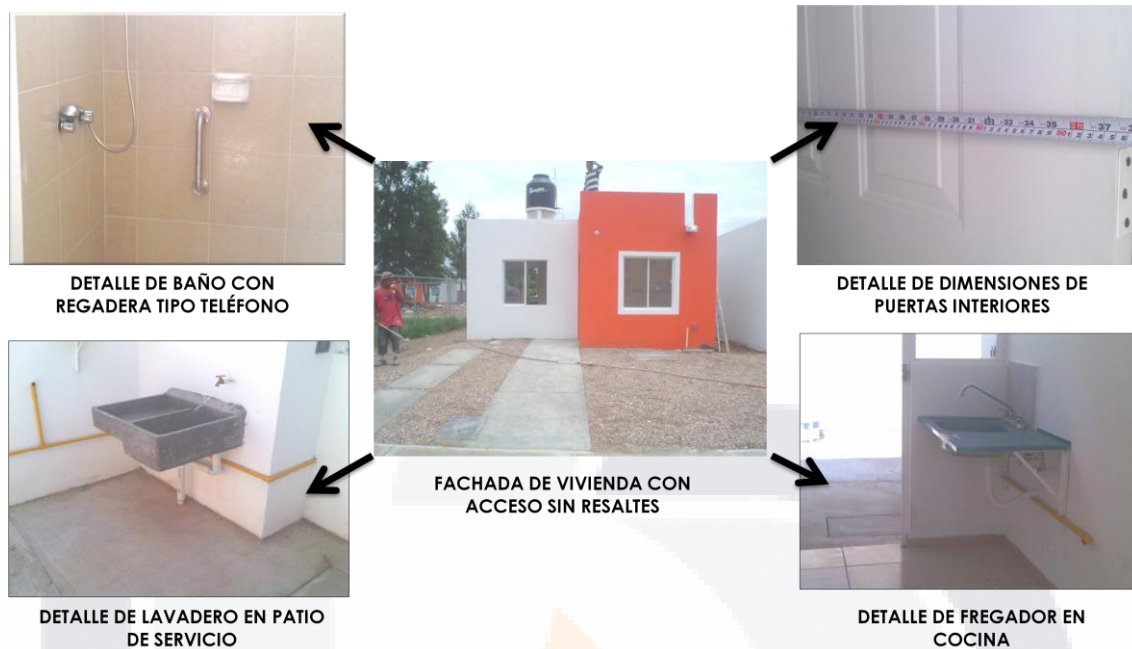 DETALLE DE BAÑO CON
REGADERA TIPO TELÉFONO
DETALLE DE DIMENSIONES DE
PUERTAS INTERIORES
FACHADA DE VIVIENDA CON
ACCESO SIN RESALTES
DETALLE DE LAVADERO EN PATIO
DE SERVICIO
DETALLE DE FREGADOR EN
COCINA